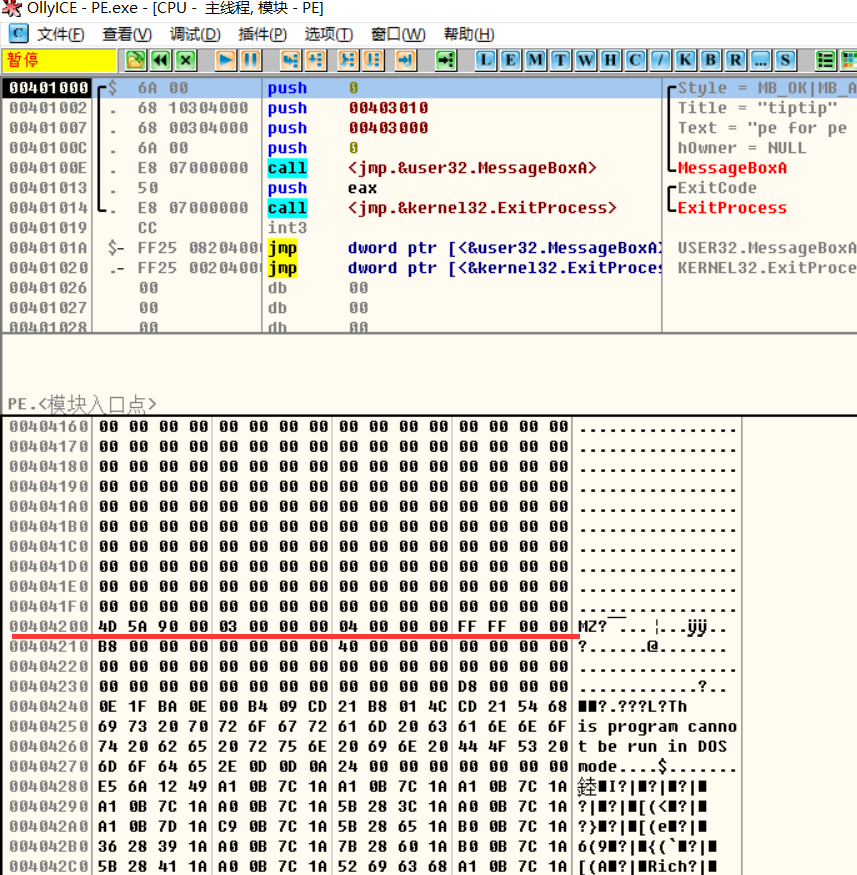 OllyICE - PE.exe - [CPU - 主线程, 模块 - PE]
C 文件(F) 查看(V) 调试(D) 插件(P) 选项(T) 窗口(W) 帮助(H)
暂停 L E M T W H C / K B R ... S
00401000 $ 6A 00 push 0 Style = MB_OK|MB_A
00401002 . 68 10304000 push 00403010 Title = "tiptip"
00401007 . 68 00304000 push 00403000 Text = "pe for pe
0040100C . 6A 00 push 0 hOwner = NULL
0040100E . E8 07000000 call <jmp.&user32.MessageBoxA> MessageBoxA
00401013 . 50 push eax ExitCode
00401014 . E8 07000000 call <jmp.&kernel32.ExitProcess> ExitProcess
00401019 CC int3
0040101A $- FF25 08204000 jmp dword ptr [<&user32.MessageBoxA> USER32.MessageBoxA
00401020 .- FF25 00204000 jmp dword ptr [<&kernel32.ExitProces KERNEL32.ExitProce
00401026 00 db 00
00401027 00 db 00
00401028 00 db 00
PE.<模块入口点>
00404160 00 00 00 00 00 00 00 00 00 00 00 00 00 00 00 00 ................
00404170 00 00 00 00 00 00 00 00 00 00 00 00 00 00 00 00 ................
00404180 00 00 00 00 00 00 00 00 00 00 00 00 00 00 00 00 ................
00404190 00 00 00 00 00 00 00 00 00 00 00 00 00 00 00 00 ................
004041A0 00 00 00 00 00 00 00 00 00 00 00 00 00 00 00 00 ................
004041B0 00 00 00 00 00 00 00 00 00 00 00 00 00 00 00 00 ................
004041C0 00 00 00 00 00 00 00 00 00 00 00 00 00 00 00 00 ................
004041D0 00 00 00 00 00 00 00 00 00 00 00 00 00 00 00 00 ................
004041E0 00 00 00 00 00 00 00 00 00 00 00 00 00 00 00 00 ................
004041F0 00 00 00 00 00 00 00 00 00 00 00 00 00 00 00 00 ................
00404200 4D 5A 90 00 03 00 00 00 04 00 00 00 FF FF 00 00 MZ?¯... ¦...ÿÿ..
00404210 B8 00 00 00 00 00 00 00 40 00 00 00 00 00 00 00 ?.......@.......
00404220 00 00 00 00 00 00 00 00 00 00 00 00 00 00 00 00 ................
00404230 00 00 00 00 00 00 00 00 00 00 00 00 D8 00 00 00 ............?..
00404240 0E 1F BA 0E 00 B4 09 CD 21 B8 01 4C CD 21 54 68 ■■?.???L?Th
00404250 69 73 20 70 72 6F 67 72 61 6D 20 63 61 6E 6E 6F is program canno
00404260 74 20 62 65 20 72 75 6E 20 69 6E 20 44 4F 53 20 t be run in DOS
00404270 6D 6F 64 65 2E 0D 0D 0A 24 00 00 00 00 00 00 00 mode....$.......
00404280 E5 6A 12 49 A1 0B 7C 1A A1 0B 7C 1A A1 0B 7C 1A 錴■I?|■?|■?|■
00404290 A1 0B 7C 1A A0 0B 7C 1A 5B 28 3C 1A A0 0B 7C 1A ?|■?|■[(<■?|■
004042A0 A1 0B 7D 1A C9 0B 7C 1A 5B 28 65 1A B0 0B 7C 1A ?}■?|■[(e■?|■
004042B0 36 28 39 1A A0 0B 7C 1A 7B 28 60 1A B0 0B 7C 1A 6(9■?|■{(`■?|■
004042C0 5B 28 41 1A A0 0B 7C 1A 52 69 63 68 A1 0B 7C 1A [(A■?|■Rich?|■